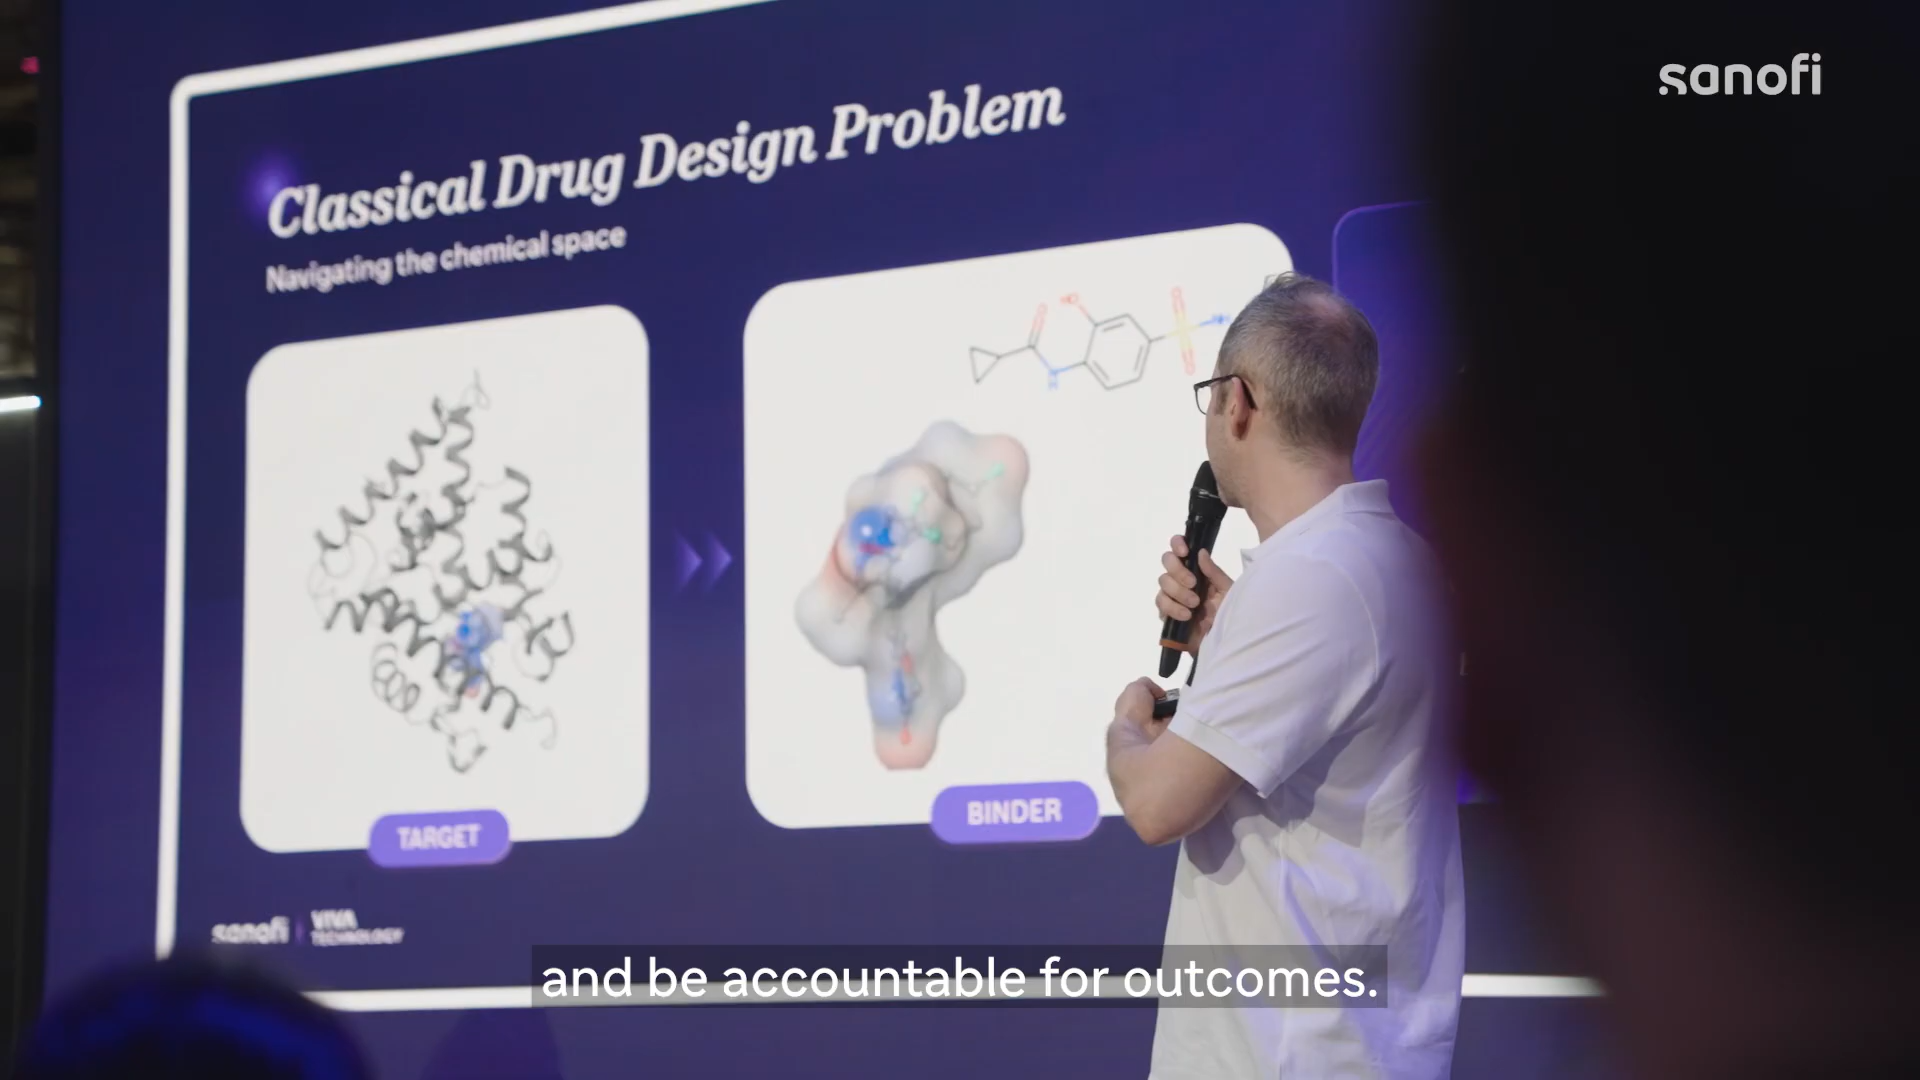 sanofi
Classical Drug Design Problem
Navigating the chemical space
HO
N
H
TARGET
BINDER
sanofi
VIVA
TECHNOLOGY
and be accountable for outcomes.